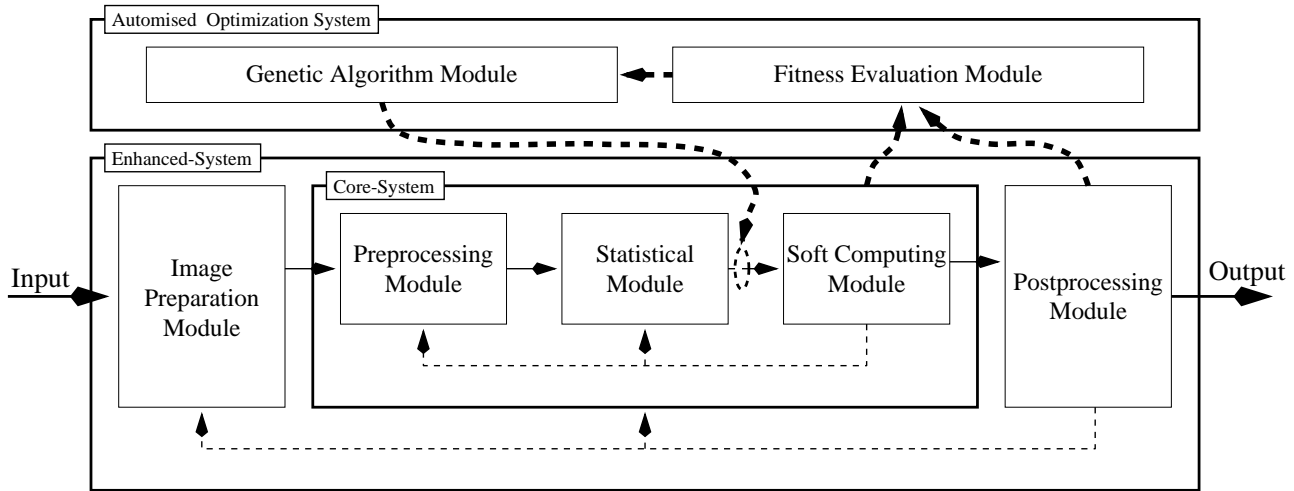 Automised Optimization System
Genetic Algorithm Module
Fitness Evaluation Module
Enhanced-System
Core-System
Input
Image
Preparation
Module
Preprocessing
Module
Statistical
Module
Soft Computing
Module
Postprocessing
Module
Output